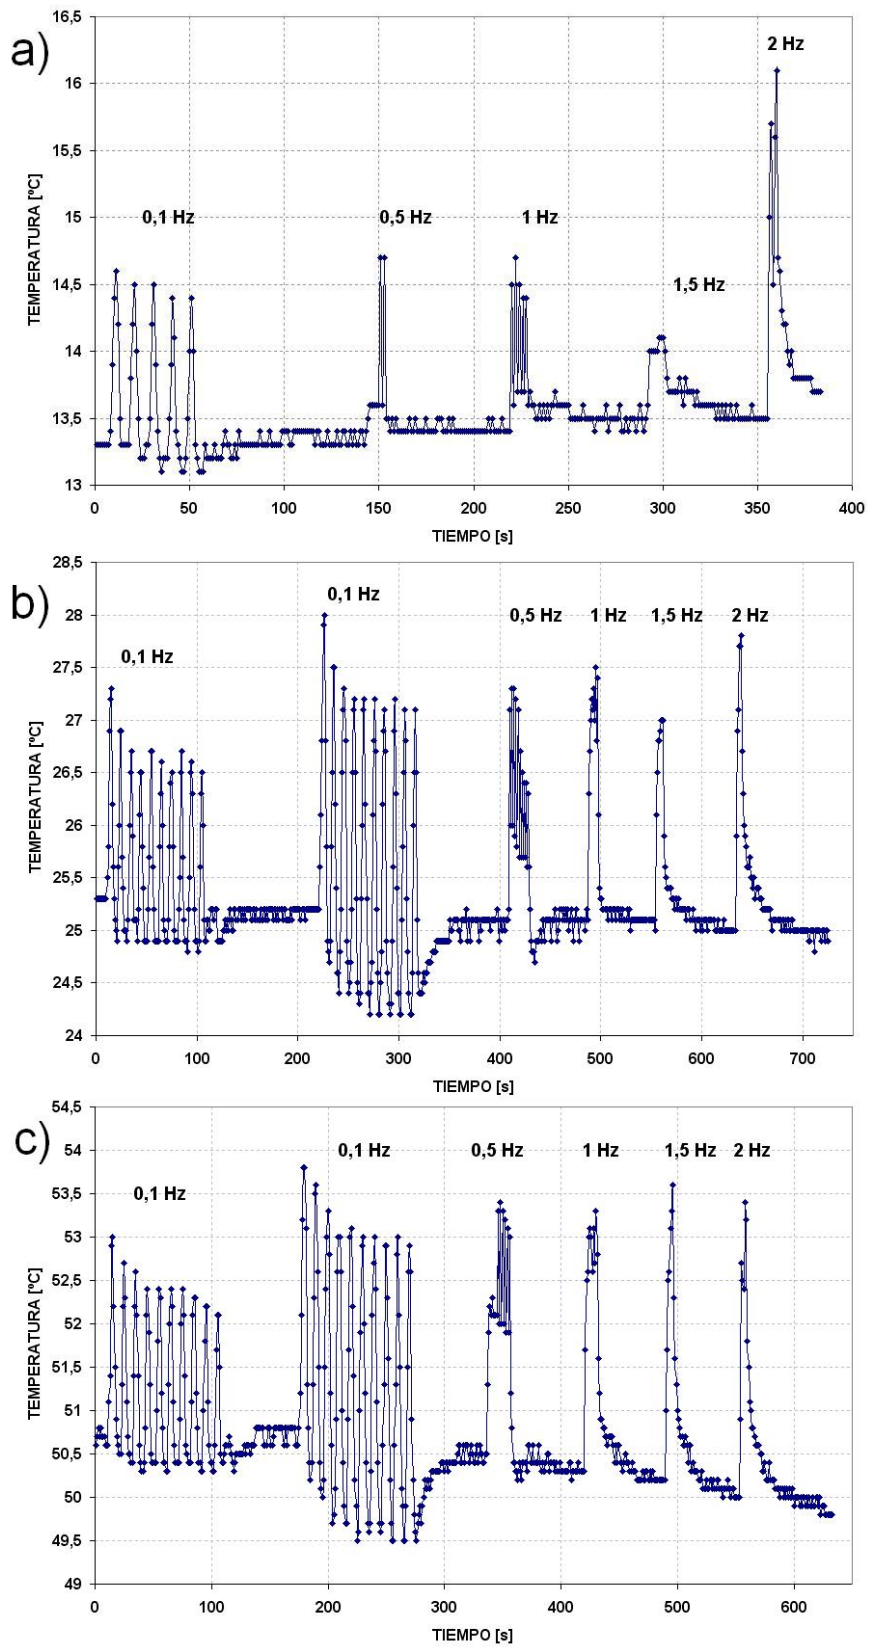 a)
16,5
16
15,5
15
14,5
14
13,5
13
TEMPERATURA [ºC]
0,1 Hz
0,5 Hz
1 Hz
1,5 Hz
2 Hz
0 50 100 150 200 250 300 350 400
TIEMPO [s]
b)
28,5
28
27,5
27
26,5
26
25,5
25
24,5
24
TEMPERATURA [ºC]
0,1 Hz
0,1 Hz
0,5 Hz
1 Hz
1,5 Hz
2 Hz
0 100 200 300 400 500 600 700
TIEMPO [s]
c)
54,5
54
53,5
53
52,5
52
51,5
51
50,5
50
49,5
49
TEMPERATURA [ºC]
0,1 Hz
0,1 Hz
0,5 Hz
1 Hz
1,5 Hz
2 Hz
0 100 200 300 400 500 600
TIEMPO [s]